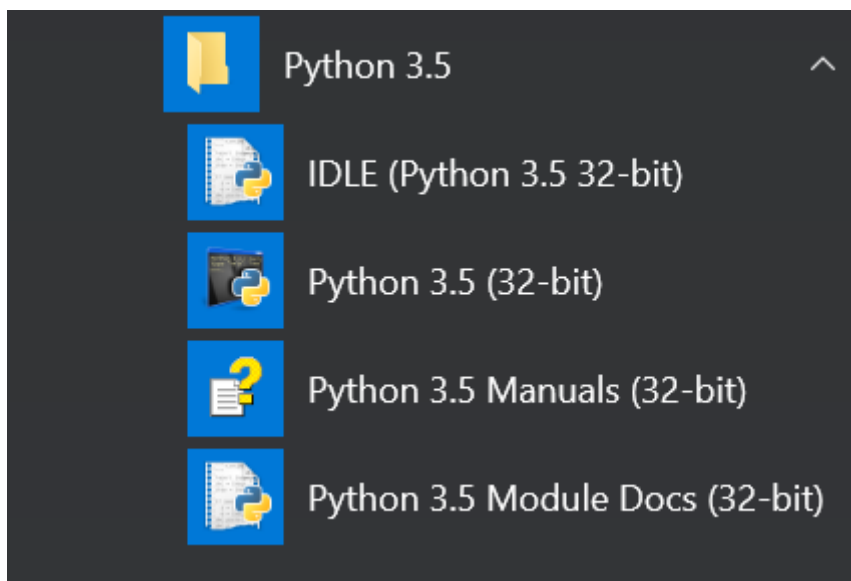 Python 3.5
IDLE (Python 3.5 32-bit)
Python 3.5 (32-bit)
Python 3.5 Manuals (32-bit)
Python 3.5 Module Docs (32-bit)